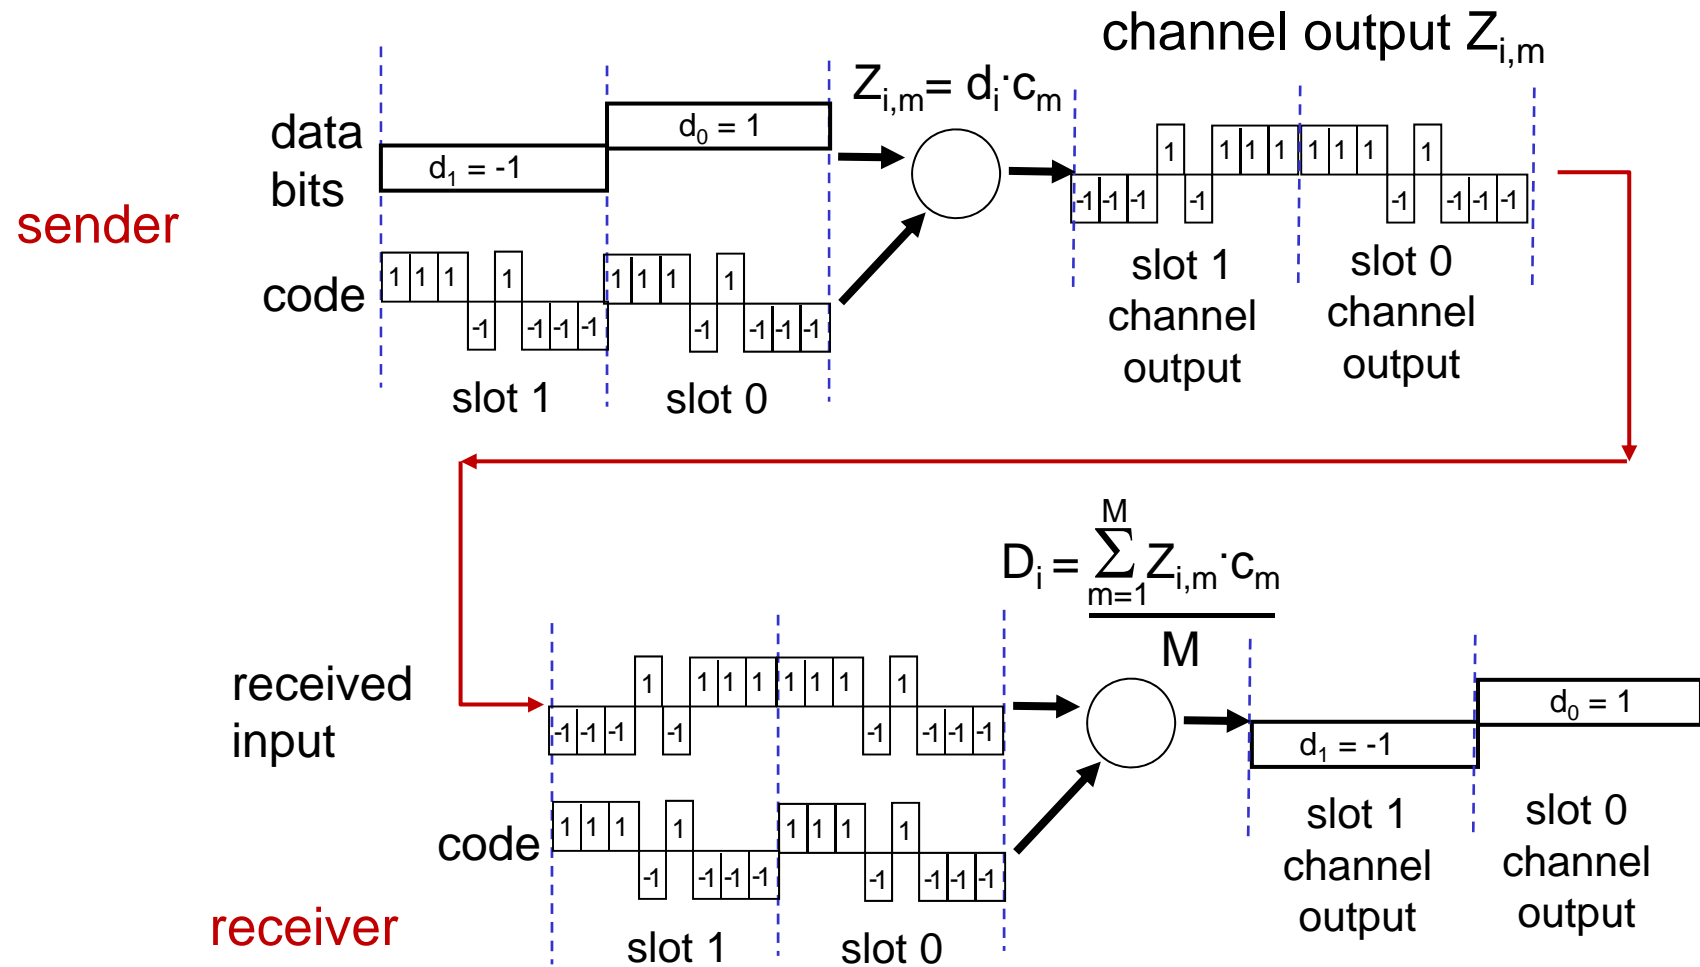 channel output Z_i,m
Z_i,m = d_i · c_m
data bits
d_1 = -1
d_0 = 1
sender
code
1 1 1 -1 1 -1 -1 -1
1 1 1 -1 1 -1 -1 -1
slot 1
slot 0
-1 -1 -1 1 -1 1 1 1
1 1 1 -1 1 -1 -1 -1
slot 1
channel
output
slot 0
channel
output
D_i = Σ_{m=1}^{M} Z_i,m · c_m
M
received
input
-1 -1 -1 1 -1 1 1 1
1 1 1 -1 1 -1 -1 -1
code
1 1 1 -1 1 -1 -1 -1
1 1 1 -1 1 -1 -1 -1
receiver
slot 1
slot 0
d_1 = -1
d_0 = 1
slot 1
channel
output
slot 0
channel
output